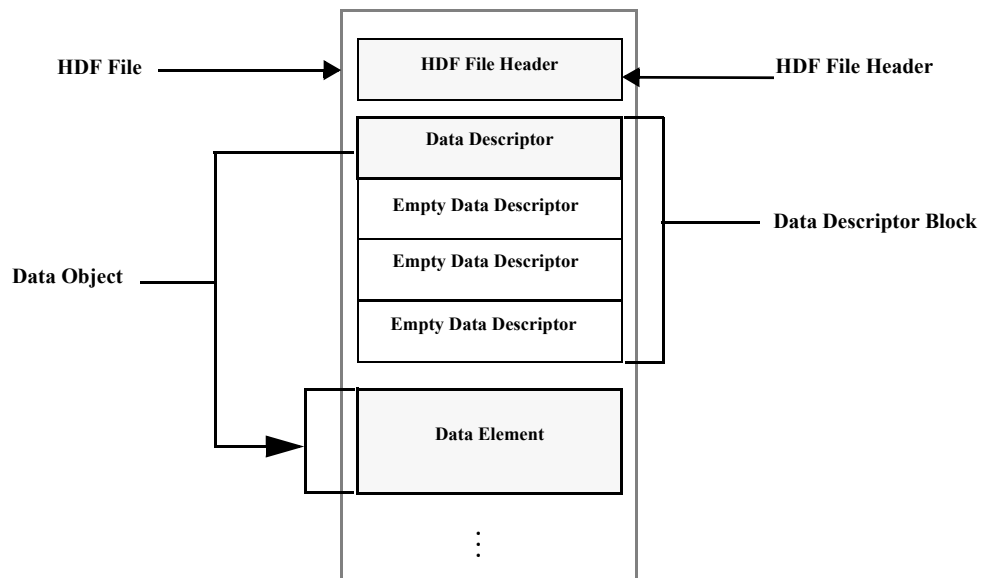 HDF File
HDF File Header
HDF File Header
Data Descriptor
Empty Data Descriptor
Data Descriptor Block
Empty Data Descriptor
Data Object
Empty Data Descriptor
Data Element
⋮